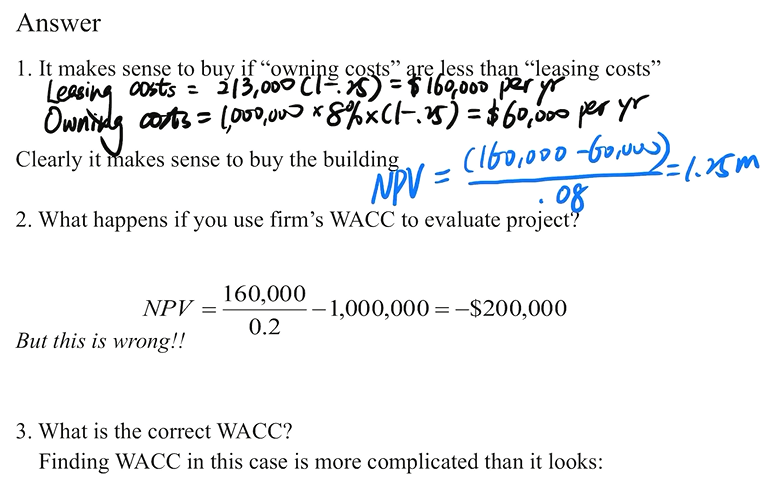 Answer
1. It makes sense to buy if “owning costs” are less than “leasing costs”
Leasing costs = 213,000 (1-.25) = $160,000 per yr
Owning costs = 1,000,000 × 8% × (1-.25) = $60,000 per yr
Clearly it makes sense to buy the building
NPV = (160,000 - 60,000) / .08 = 1.25m
2. What happens if you use firm’s WACC to evaluate project?
NPV = 160,000 / 0.2 − 1,000,000 = −$200,000
But this is wrong!!
3. What is the correct WACC?
Finding WACC in this case is more complicated than it looks: